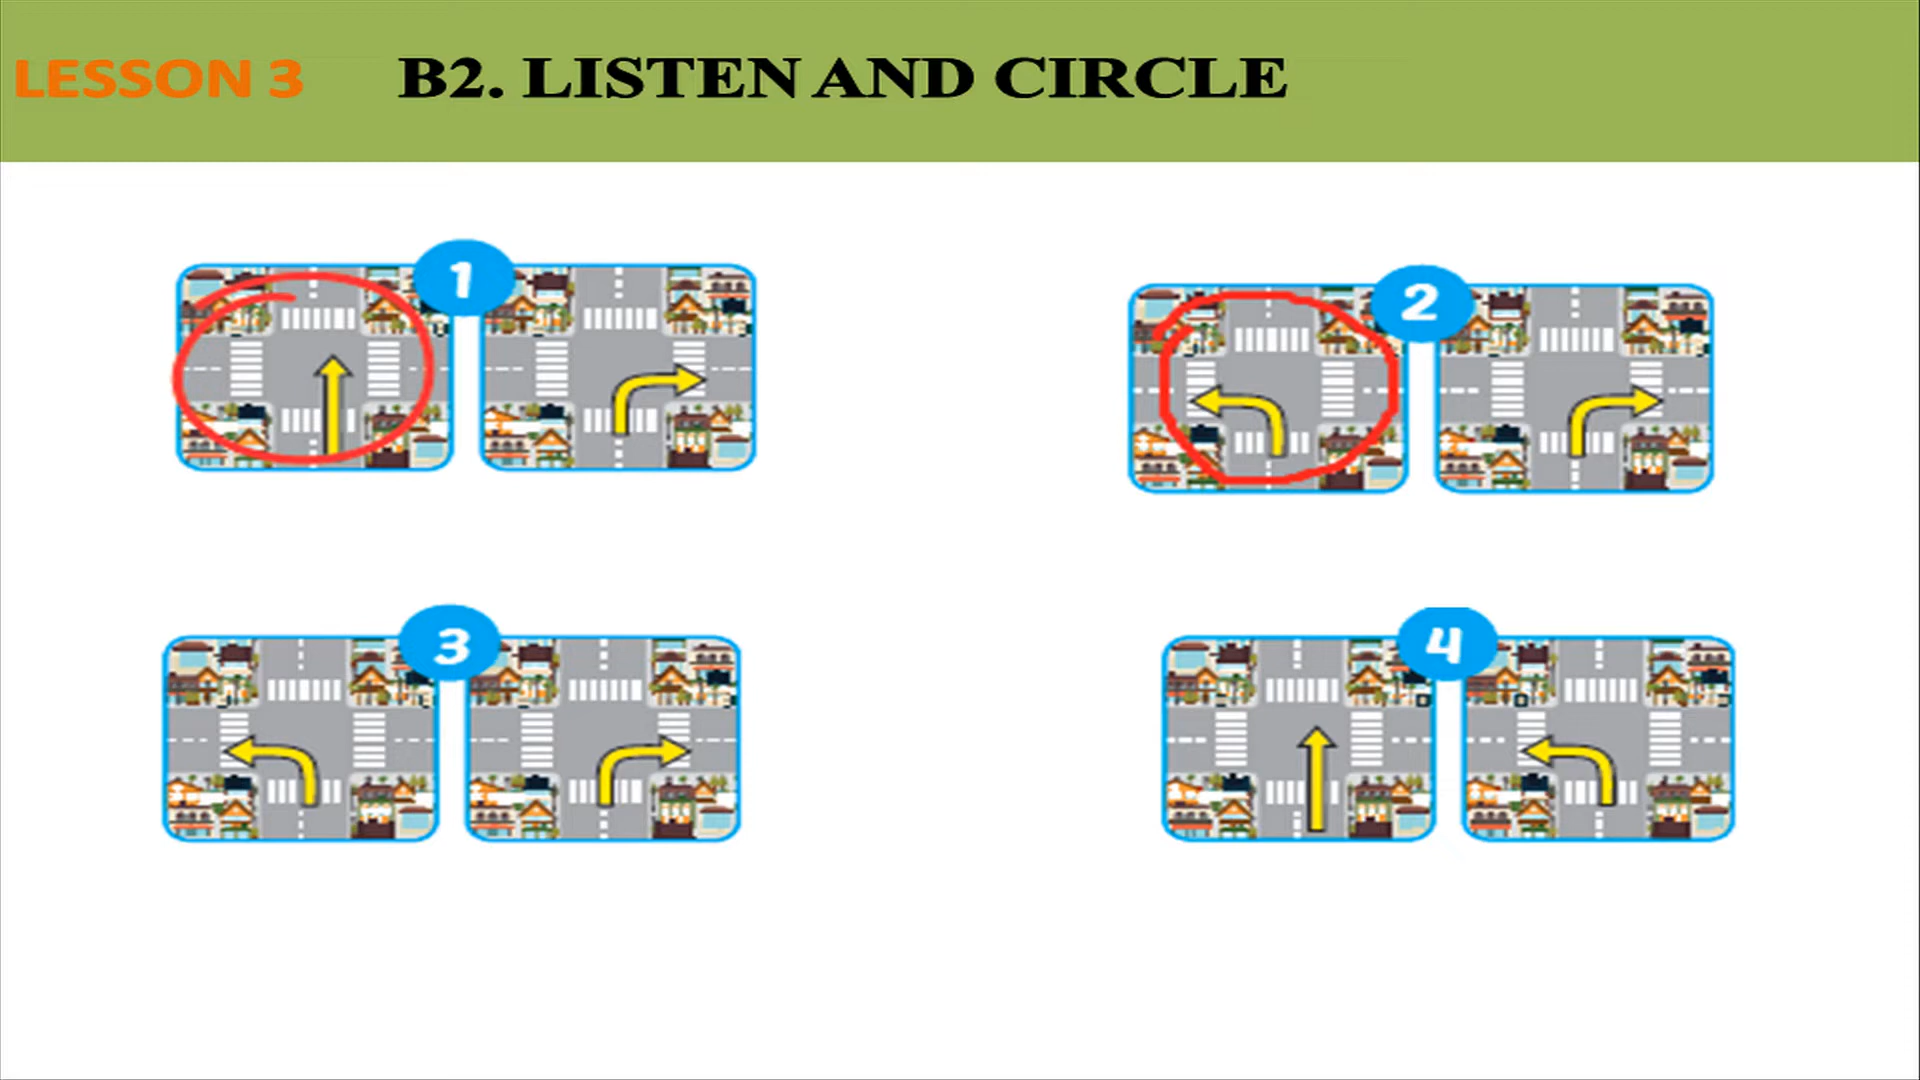 LESSON 3 B2. LISTEN AND CIRCLE
1
2
3
4